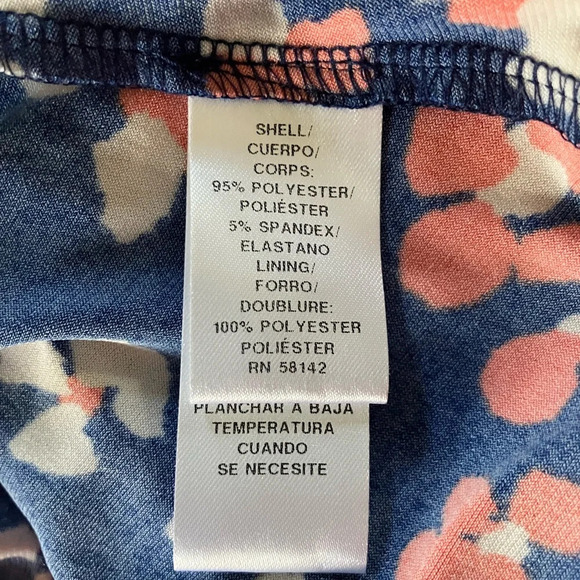 SHELL/
CUERPO/
CORPS:
95% POLYESTER/
POLIÉSTER
5% SPANDEX/
ELASTANO
LINING/
FORRO/
DOUBLURE:
100% POLYESTER
POLIÉSTER
RN 58142
PLANCHAR A BAJA
TEMPERATURA
CUANDO
SE NECESITE